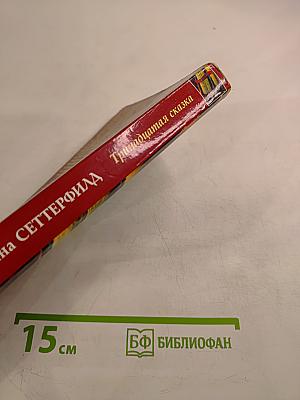 на СЕТТЕРФИЛД Тринадцатая сказка
15 см
БФ БИБЛИОФАН